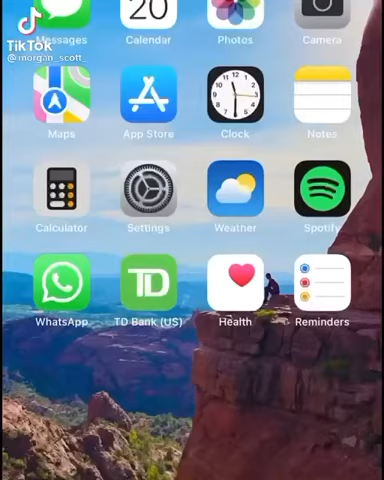 TikTok
@morgan_scott_
Messages
20
Calendar
Photos
Camera
Maps
App Store
Clock
Notes
Calculator
Settings
Weather
Spotify
WhatsApp
TD
TD Bank (US)
Health
Reminders